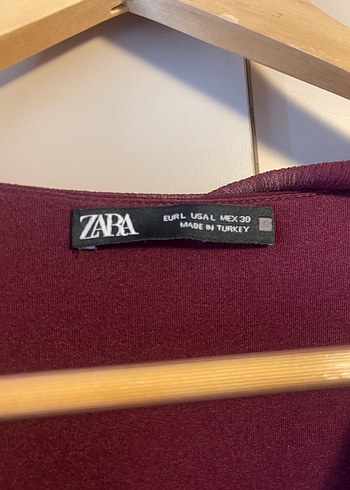 ZARA
EUR L USA L MEX 30
MADE IN TURKEY